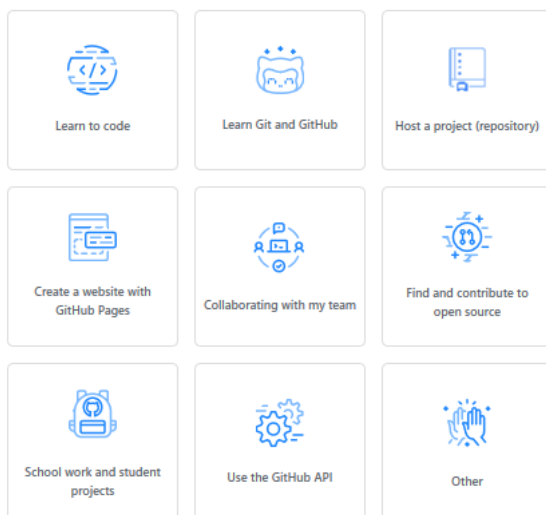 Learn to code
Learn Git and GitHub
Host a project (repository)
Create a website with
GitHub Pages
Collaborating with my team
Find and contribute to
open source
School work and student
projects
Use the GitHub API
Other